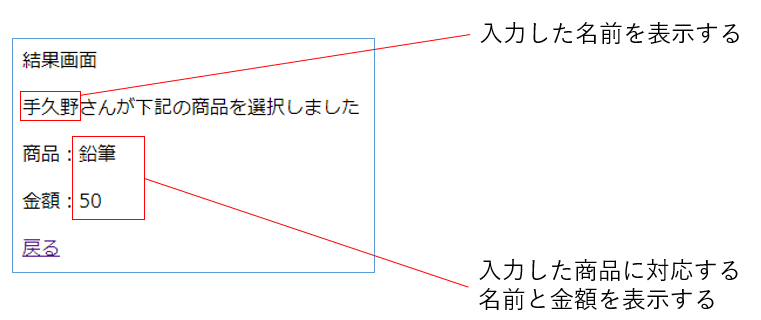 入力した名前を表示する
結果画面
手久野さんが下記の商品を選択しました
商品：鉛筆
金額：50
戻る
入力した商品に対応する
名前と金額を表示する